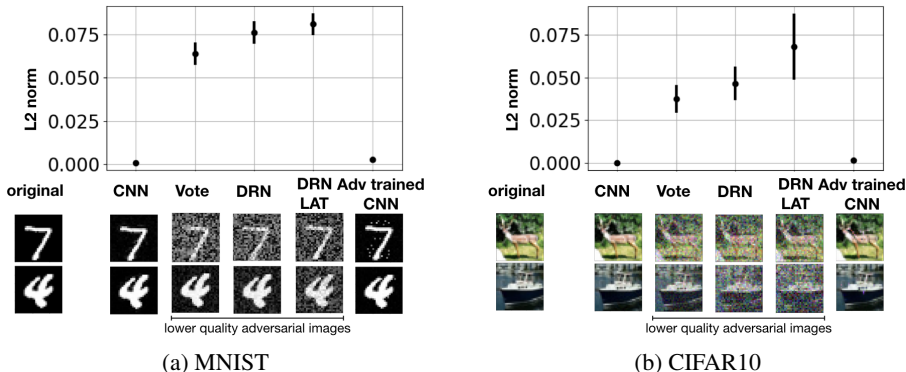 L2 norm
0.075
0.050
0.025
0.000
original
CNN
Vote
DRN
DRN LAT
Adv trained CNN
lower quality adversarial images
(a) MNIST
L2 norm
0.075
0.050
0.025
0.000
original
CNN
Vote
DRN
DRN LAT
Adv trained CNN
lower quality adversarial images
(b) CIFAR10